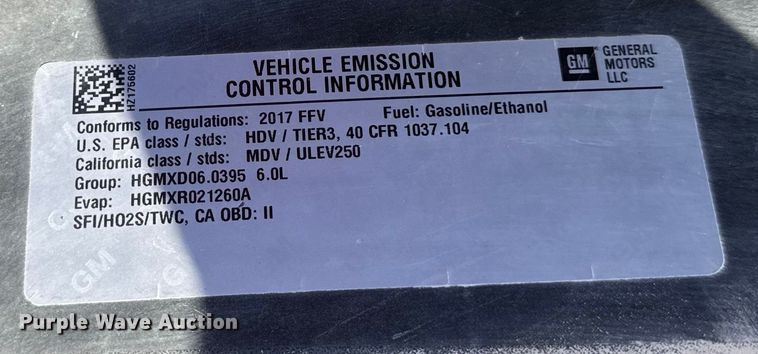 HZ175602
VEHICLE EMISSION
CONTROL INFORMATION
GM
GENERAL
MOTORS
LLC
Conforms to Regulations: 2017 FFV Fuel: Gasoline/Ethanol
U.S. EPA class / stds: HDV / TIER3, 40 CFR 1037.104
California class / stds: MDV / ULEV250
Group: HGMXD06.0395 6.0L
Evap: HGMXR021260A
SFI/HO2S/TWC, CA OBD: II
GM
GM
Purple Wave Auction